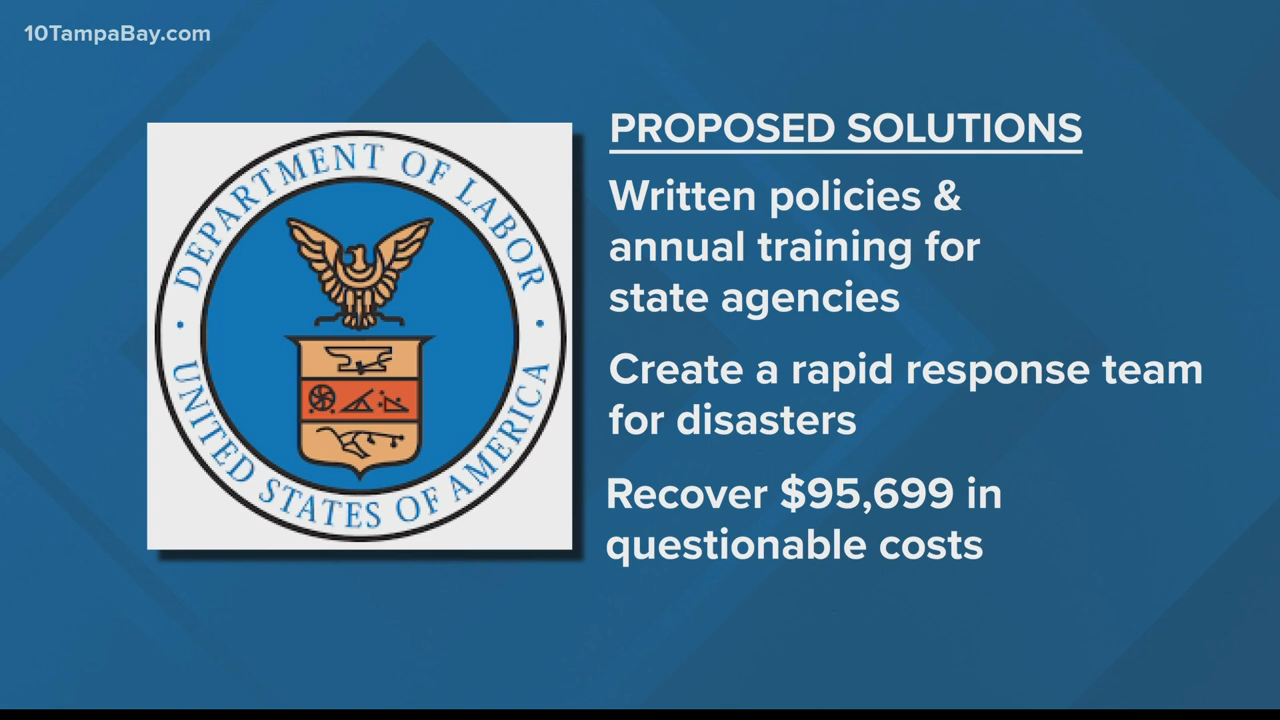 10TampaBay.com
DEPARTMENT OF LABOR
UNITED STATES OF AMERICA
PROPOSED SOLUTIONS
Written policies &
annual training for
state agencies
Create a rapid response team
for disasters
Recover $95,699 in
questionable costs